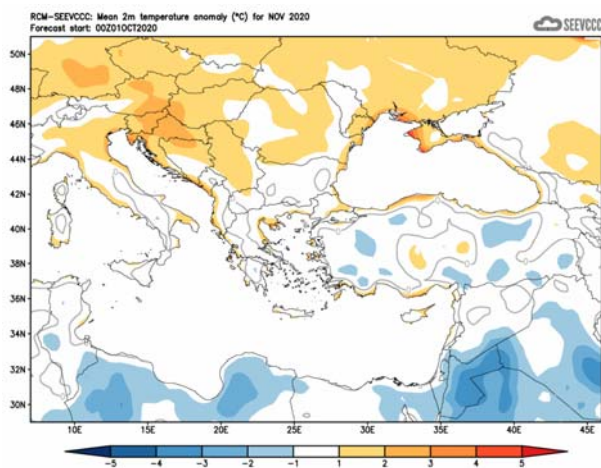 RCM-SEEVCCC: Mean 2m temperature anomaly (°C) for NOV 2020
Forecast start: 00Z01OCT2020
SEEVCCC
50N
48N
46N
44N
42N
40N
38N
36N
34N
32N
30N
10E 15E 20E 25E 30E 35E 40E 45E
-5 -4 -3 -2 -1 1 2 3 4 5